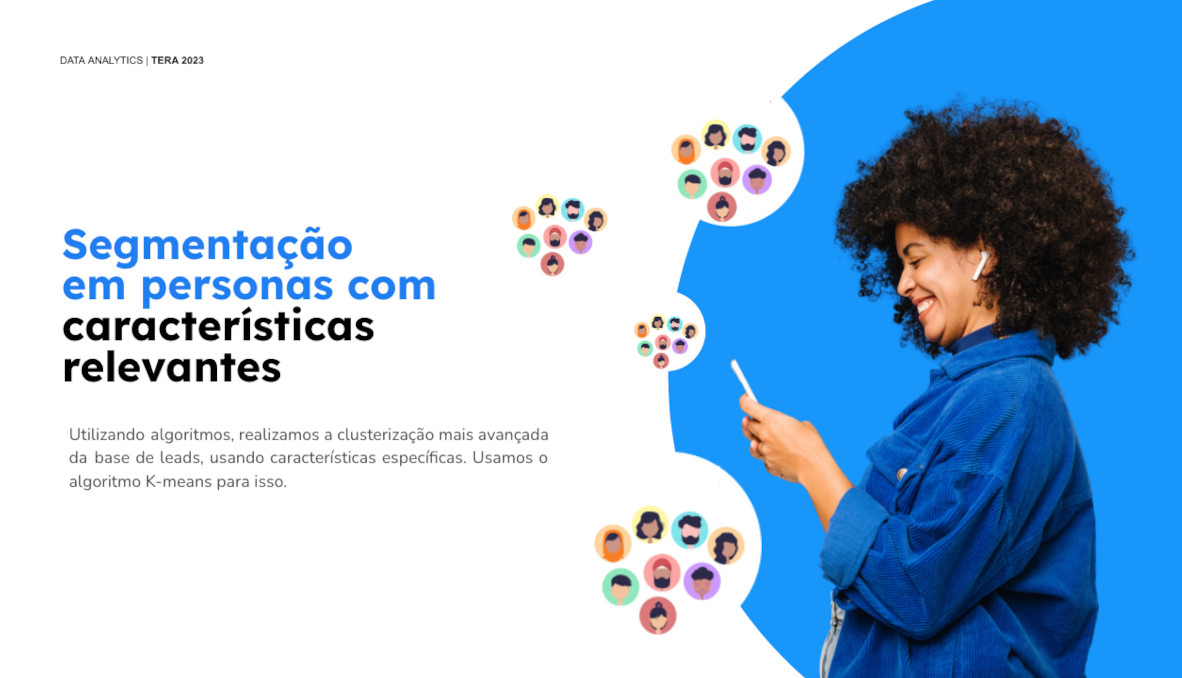 DATA ANALYTICS | TERA 2023
Segmentação
em personas com
características
relevantes
Utilizando algoritmos, realizamos a clusterização mais avançada
da base de leads, usando características específicas. Usamos o
algoritmo K-means para isso.